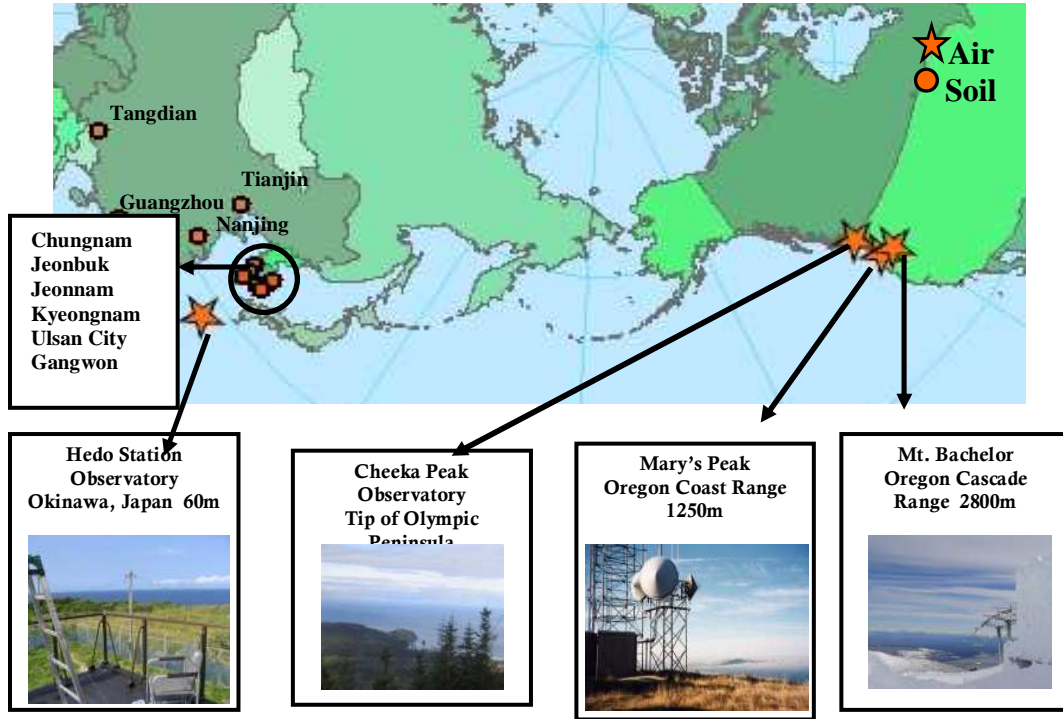 Air
Soil
Tangdian
Tianjin
Guangzhou
Nanjing
Chungnam
Jeonbuk
Jeonnam
Kyeongnam
Ulsan City
Gangwon
Hedo Station
Observatory
Okinawa, Japan 60m
Cheeka Peak
Observatory
Tip of Olympic
Peninsula
Mary's Peak
Oregon Coast Range
1250m
Mt. Bachelor
Oregon Cascade
Range 2800m